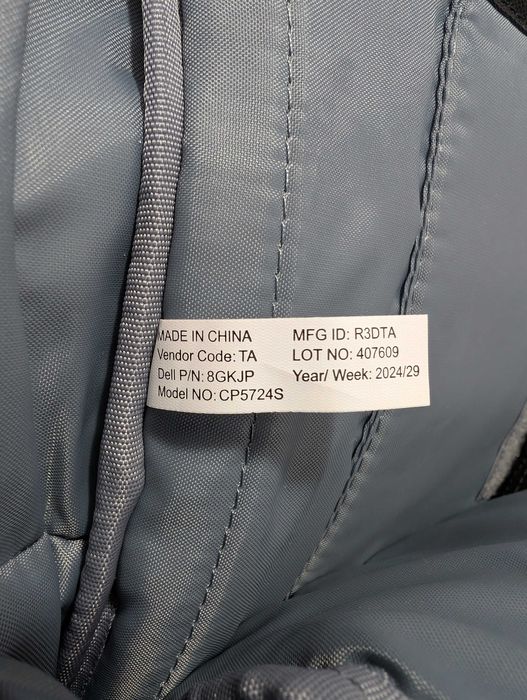 MADE IN CHINA
Vendor Code: TA
Dell P/N: 8GKJP
Model NO: CP5724S
MFG ID: R3DTA
LOT NO: 407609
Year/ Week: 2024/29